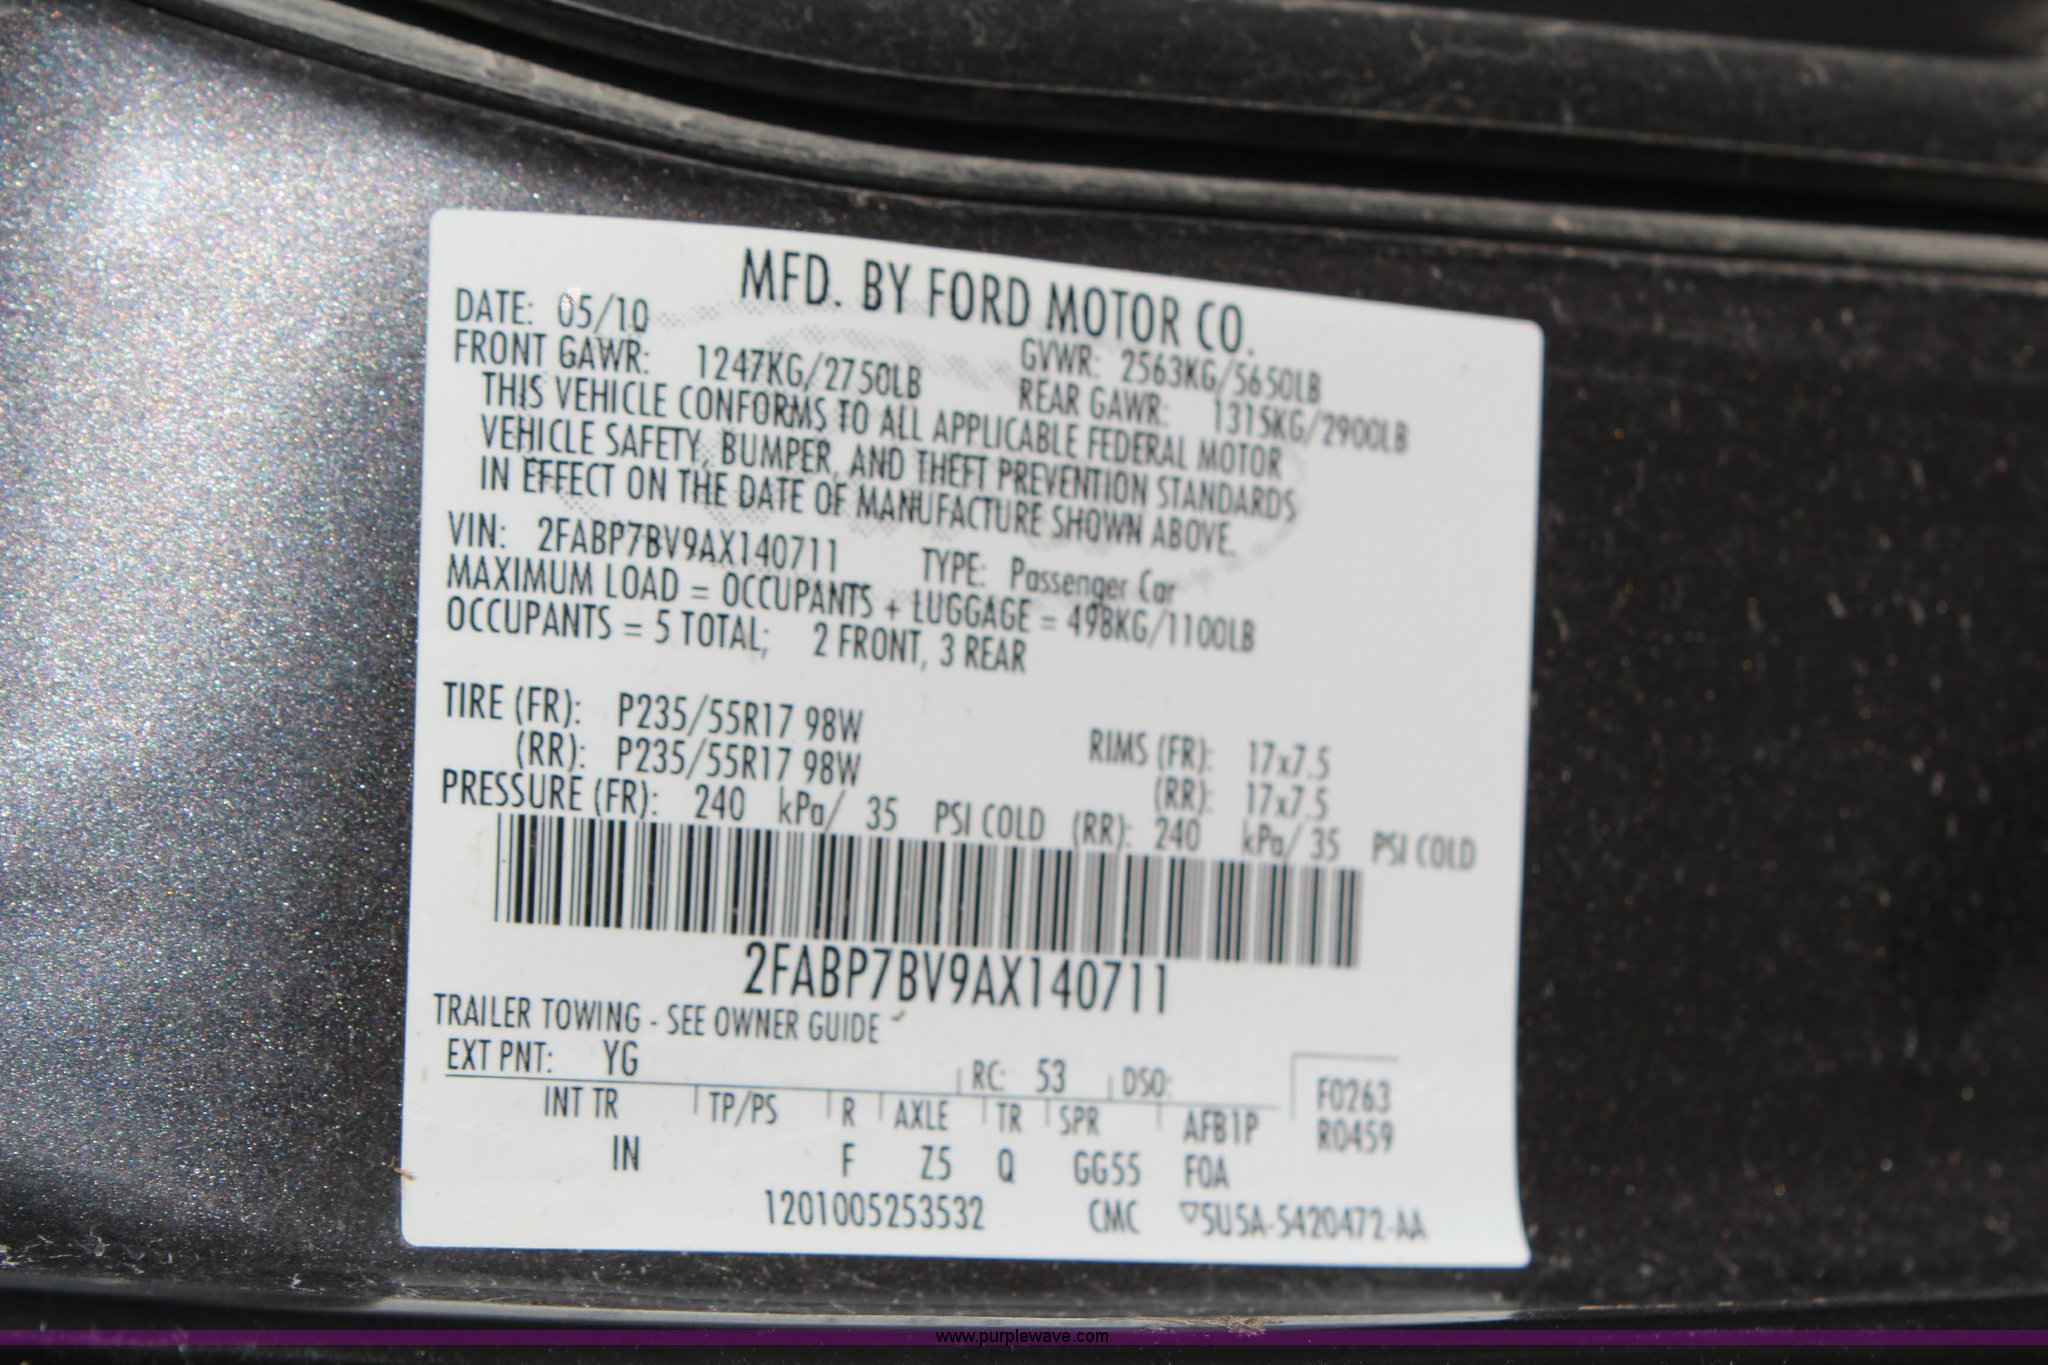 MFD. BY FORD MOTOR CO.
DATE: 05/10 GVWR: 2563KG/5650LB
FRONT GAWR: 1247KG/2750LB REAR GAWR: 1315KG/2900LB
THIS VEHICLE CONFORMS TO ALL APPLICABLE FEDERAL MOTOR
VEHICLE SAFETY, BUMPER, AND THEFT PREVENTION STANDARDS
IN EFFECT ON THE DATE OF MANUFACTURE SHOWN ABOVE.
VIN: 2FABP7BV9AX140711 TYPE: Passenger Car
MAXIMUM LOAD = OCCUPANTS + LUGGAGE = 498KG/1100LB
OCCUPANTS = 5 TOTAL; 2 FRONT, 3 REAR
TIRE (FR): P235/55R17 98W RIMS (FR): 17x7.5
(RR): P235/55R17 98W (RR): 17x7.5
PRESSURE (FR): 240 kPa/ 35 PSI COLD (RR): 240 kPa/ 35 PSI COLD
2FABP7BV9AX140711
TRAILER TOWING - SEE OWNER GUIDE
EXT PNT: YG RC: 53 DSO: F0263
INT TR TP/PS R AXLE TR SPR AFB1P R0459
IN F Z5 Q GG55 FOA
1201005253532 CMC ▽5U5A-5420472-AA
www.purplewave.com